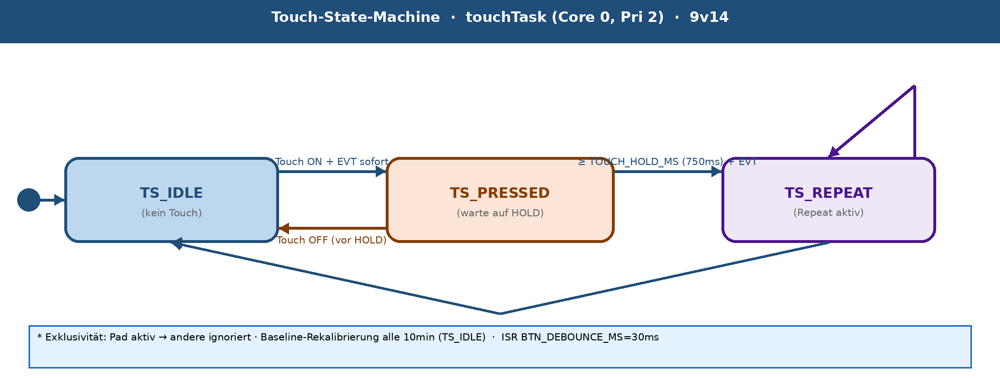 Touch-State-Machine · touchTask (Core 0, Pri 2) · 9v14
Touch ON + EVT sofort
≥ TOUCH_HOLD_MS (750ms) + EVT
TS_IDLE
(kein Touch)
TS_PRESSED
(warte auf HOLD)
TS_REPEAT
(Repeat aktiv)
Touch OFF (vor HOLD)
* Exklusivität: Pad aktiv → andere ignoriert · Baseline-Rekalibrierung alle 10min (TS_IDLE) · ISR BTN_DEBOUNCE_MS=30ms